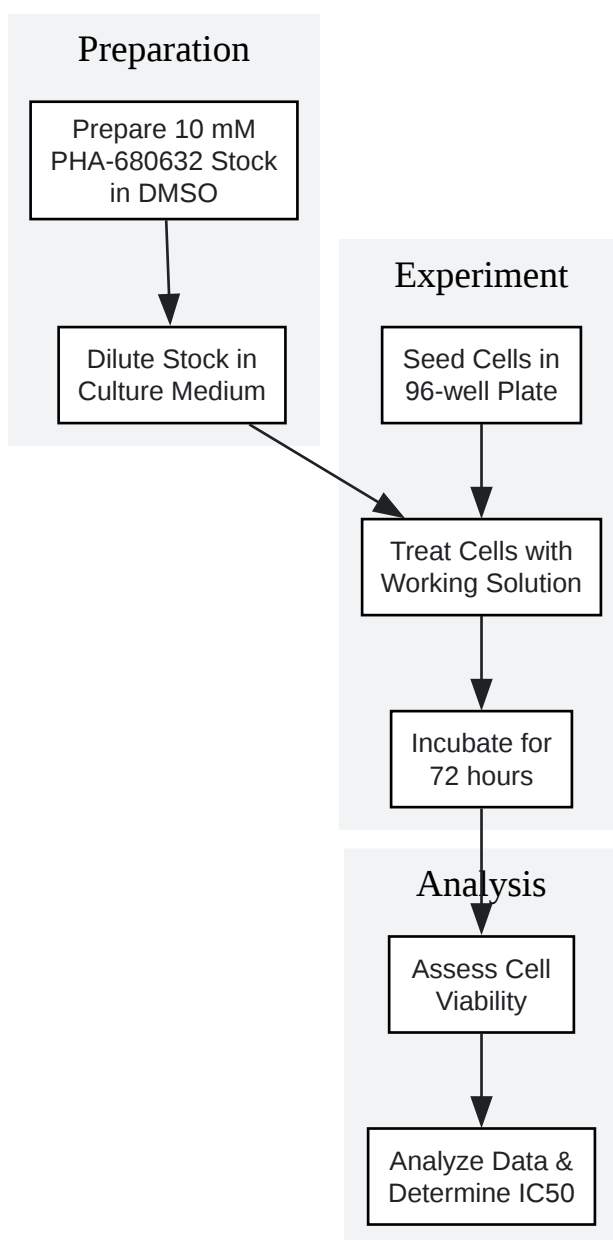 Preparation
Prepare 10 mM
PHA-680632 Stock
in DMSO
Dilute Stock in
Culture Medium
Experiment
Seed Cells in
96-well Plate
Treat Cells with
Working Solution
Incubate for
72 hours
Analysis
Assess Cell
Viability
Analyze Data &
Determine IC50